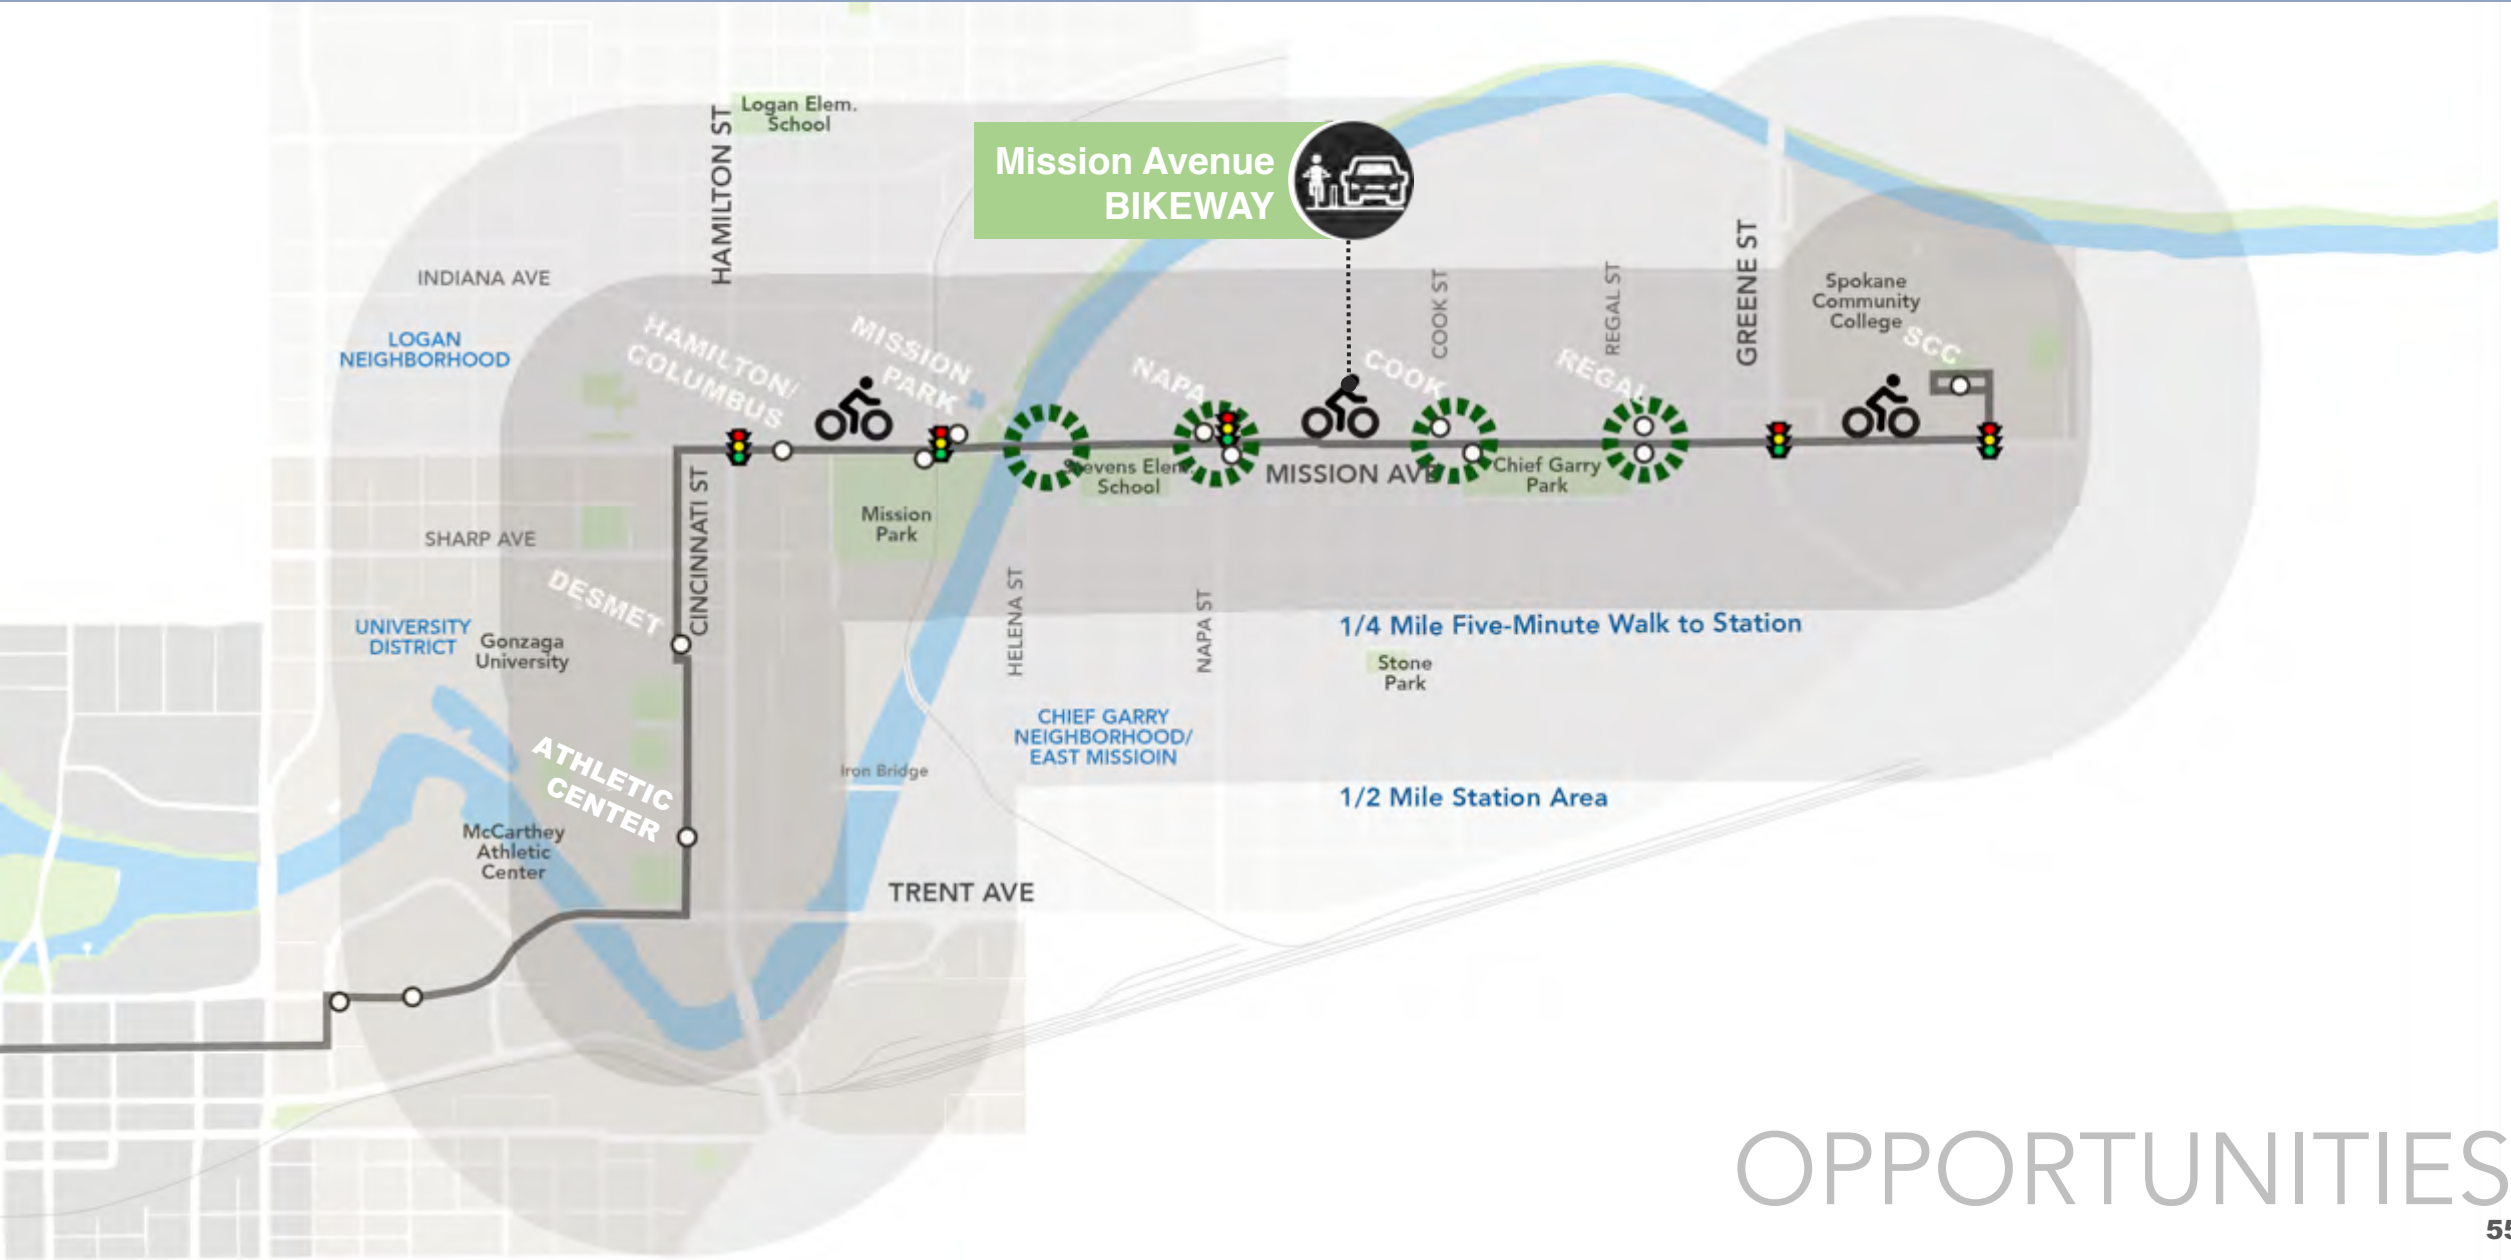 Logan Elem.
School
HAMILTON ST
Mission Avenue
BIKEWAY
INDIANA AVE
LOGAN
NEIGHBORHOOD
HAMILTON/
COLUMBUS
MISSION
PARK
NAPA
COOK
COOK ST
REGAL
REGAL ST
GREENE ST
Spokane
Community
College
SCC
Stevens Elem.
School
MISSION AVE
Chief Garry
Park
CINCINNATI ST
Mission
Park
SHARP AVE
DESMET
UNIVERSITY
DISTRICT
Gonzaga
University
HELENA ST
NAPA ST
1/4 Mile Five-Minute Walk to Station
Stone
Park
CHIEF GARRY
NEIGHBORHOOD/
EAST MISSIOIN
ATHLETIC
CENTER
Iron Bridge
1/2 Mile Station Area
McCarthey
Athletic
Center
TRENT AVE
OPPORTUNITIES
55